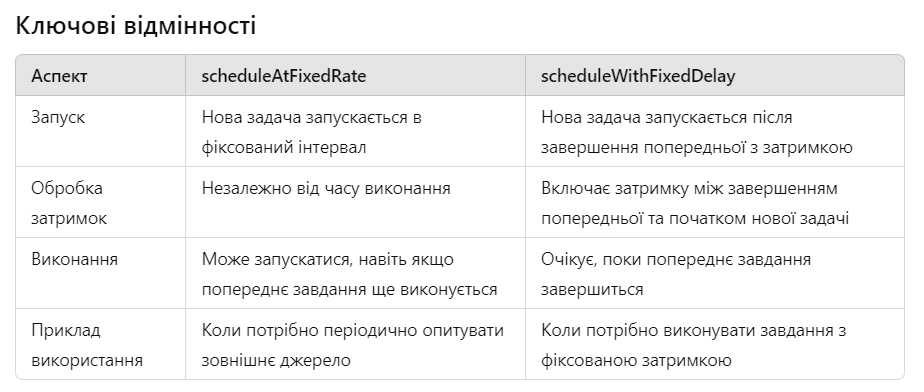 Ключові відмінності
Аспект scheduleAtFixedRate scheduleWithFixedDelay
Запуск Нова задача запускається в Нова задача запускається після
фіксований інтервал завершення попередньої з затримкою
Обробка Незалежно від часу виконання Включає затримку між завершенням
затримок попередньої та початком нової задачі
Виконання Може запускатися, навіть якщо Очікує, поки попереднє завдання
попереднє завдання ще виконується завершиться
Приклад Коли потрібно періодично опитувати Коли потрібно виконувати завдання з
використання зовнішнє джерело фіксованою затримкою